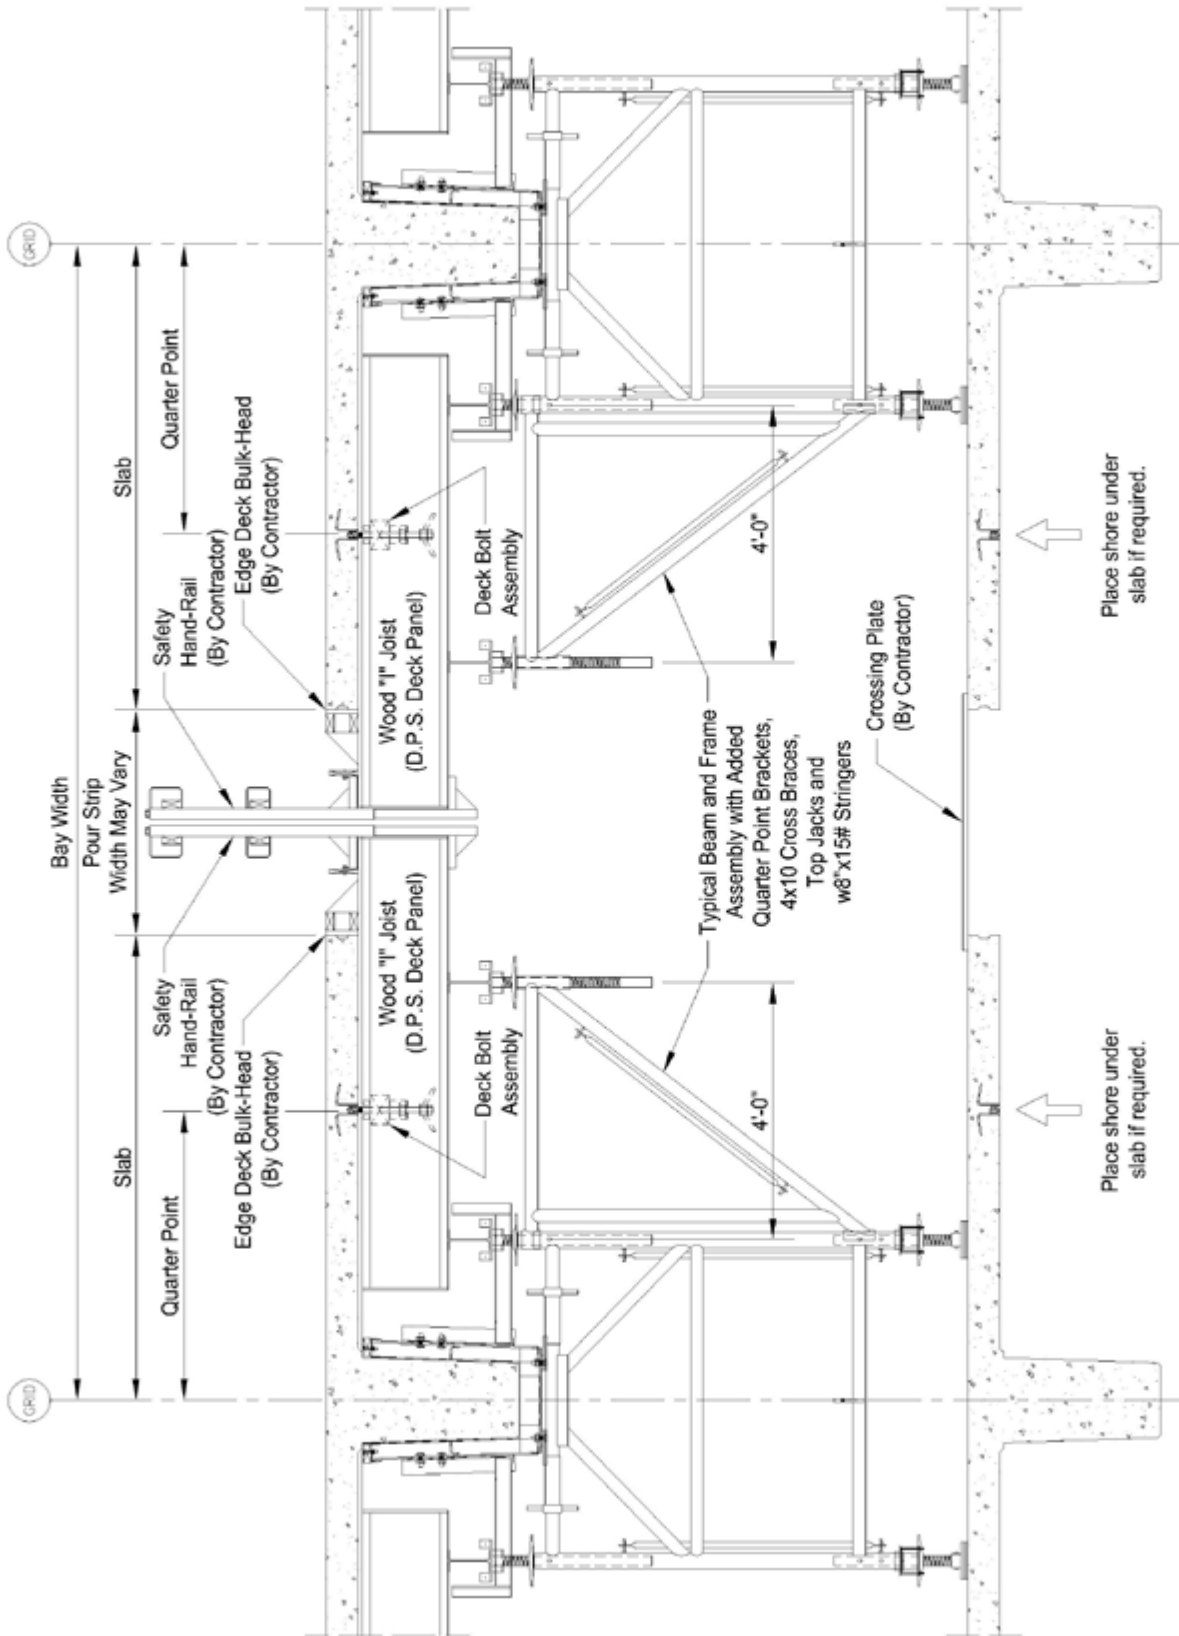 GRID
GRID
Bay Width
Pour Strip
Width May Vary
Slab
Slab
Quarter Point
Quarter Point
Safety
Hand-Rail
(By Contractor)
Edge Deck Bulk-Head
(By Contractor)
Safety
Hand-Rail
(By Contractor)
Edge Deck Bulk-Head
(By Contractor)
Wood "I" Joist
(D.P.S. Deck Panel)
Wood "I" Joist
(D.P.S. Deck Panel)
Deck Bolt
Assembly
Deck Bolt
Assembly
4'-0"
4'-0"
Typical Beam and Frame
Assembly with Added
Quarter Point Brackets,
4x10 Cross Braces,
Top Jacks and
w8"x15# Stringers
Crossing Plate
(By Contractor)
Place shore under
slab if required.
Place shore under
slab if required.